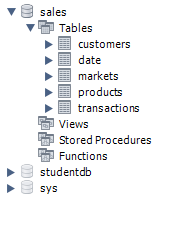 sales
Tables
customers
date
markets
products
transactions
Views
Stored Procedures
Functions
studentdb
sys